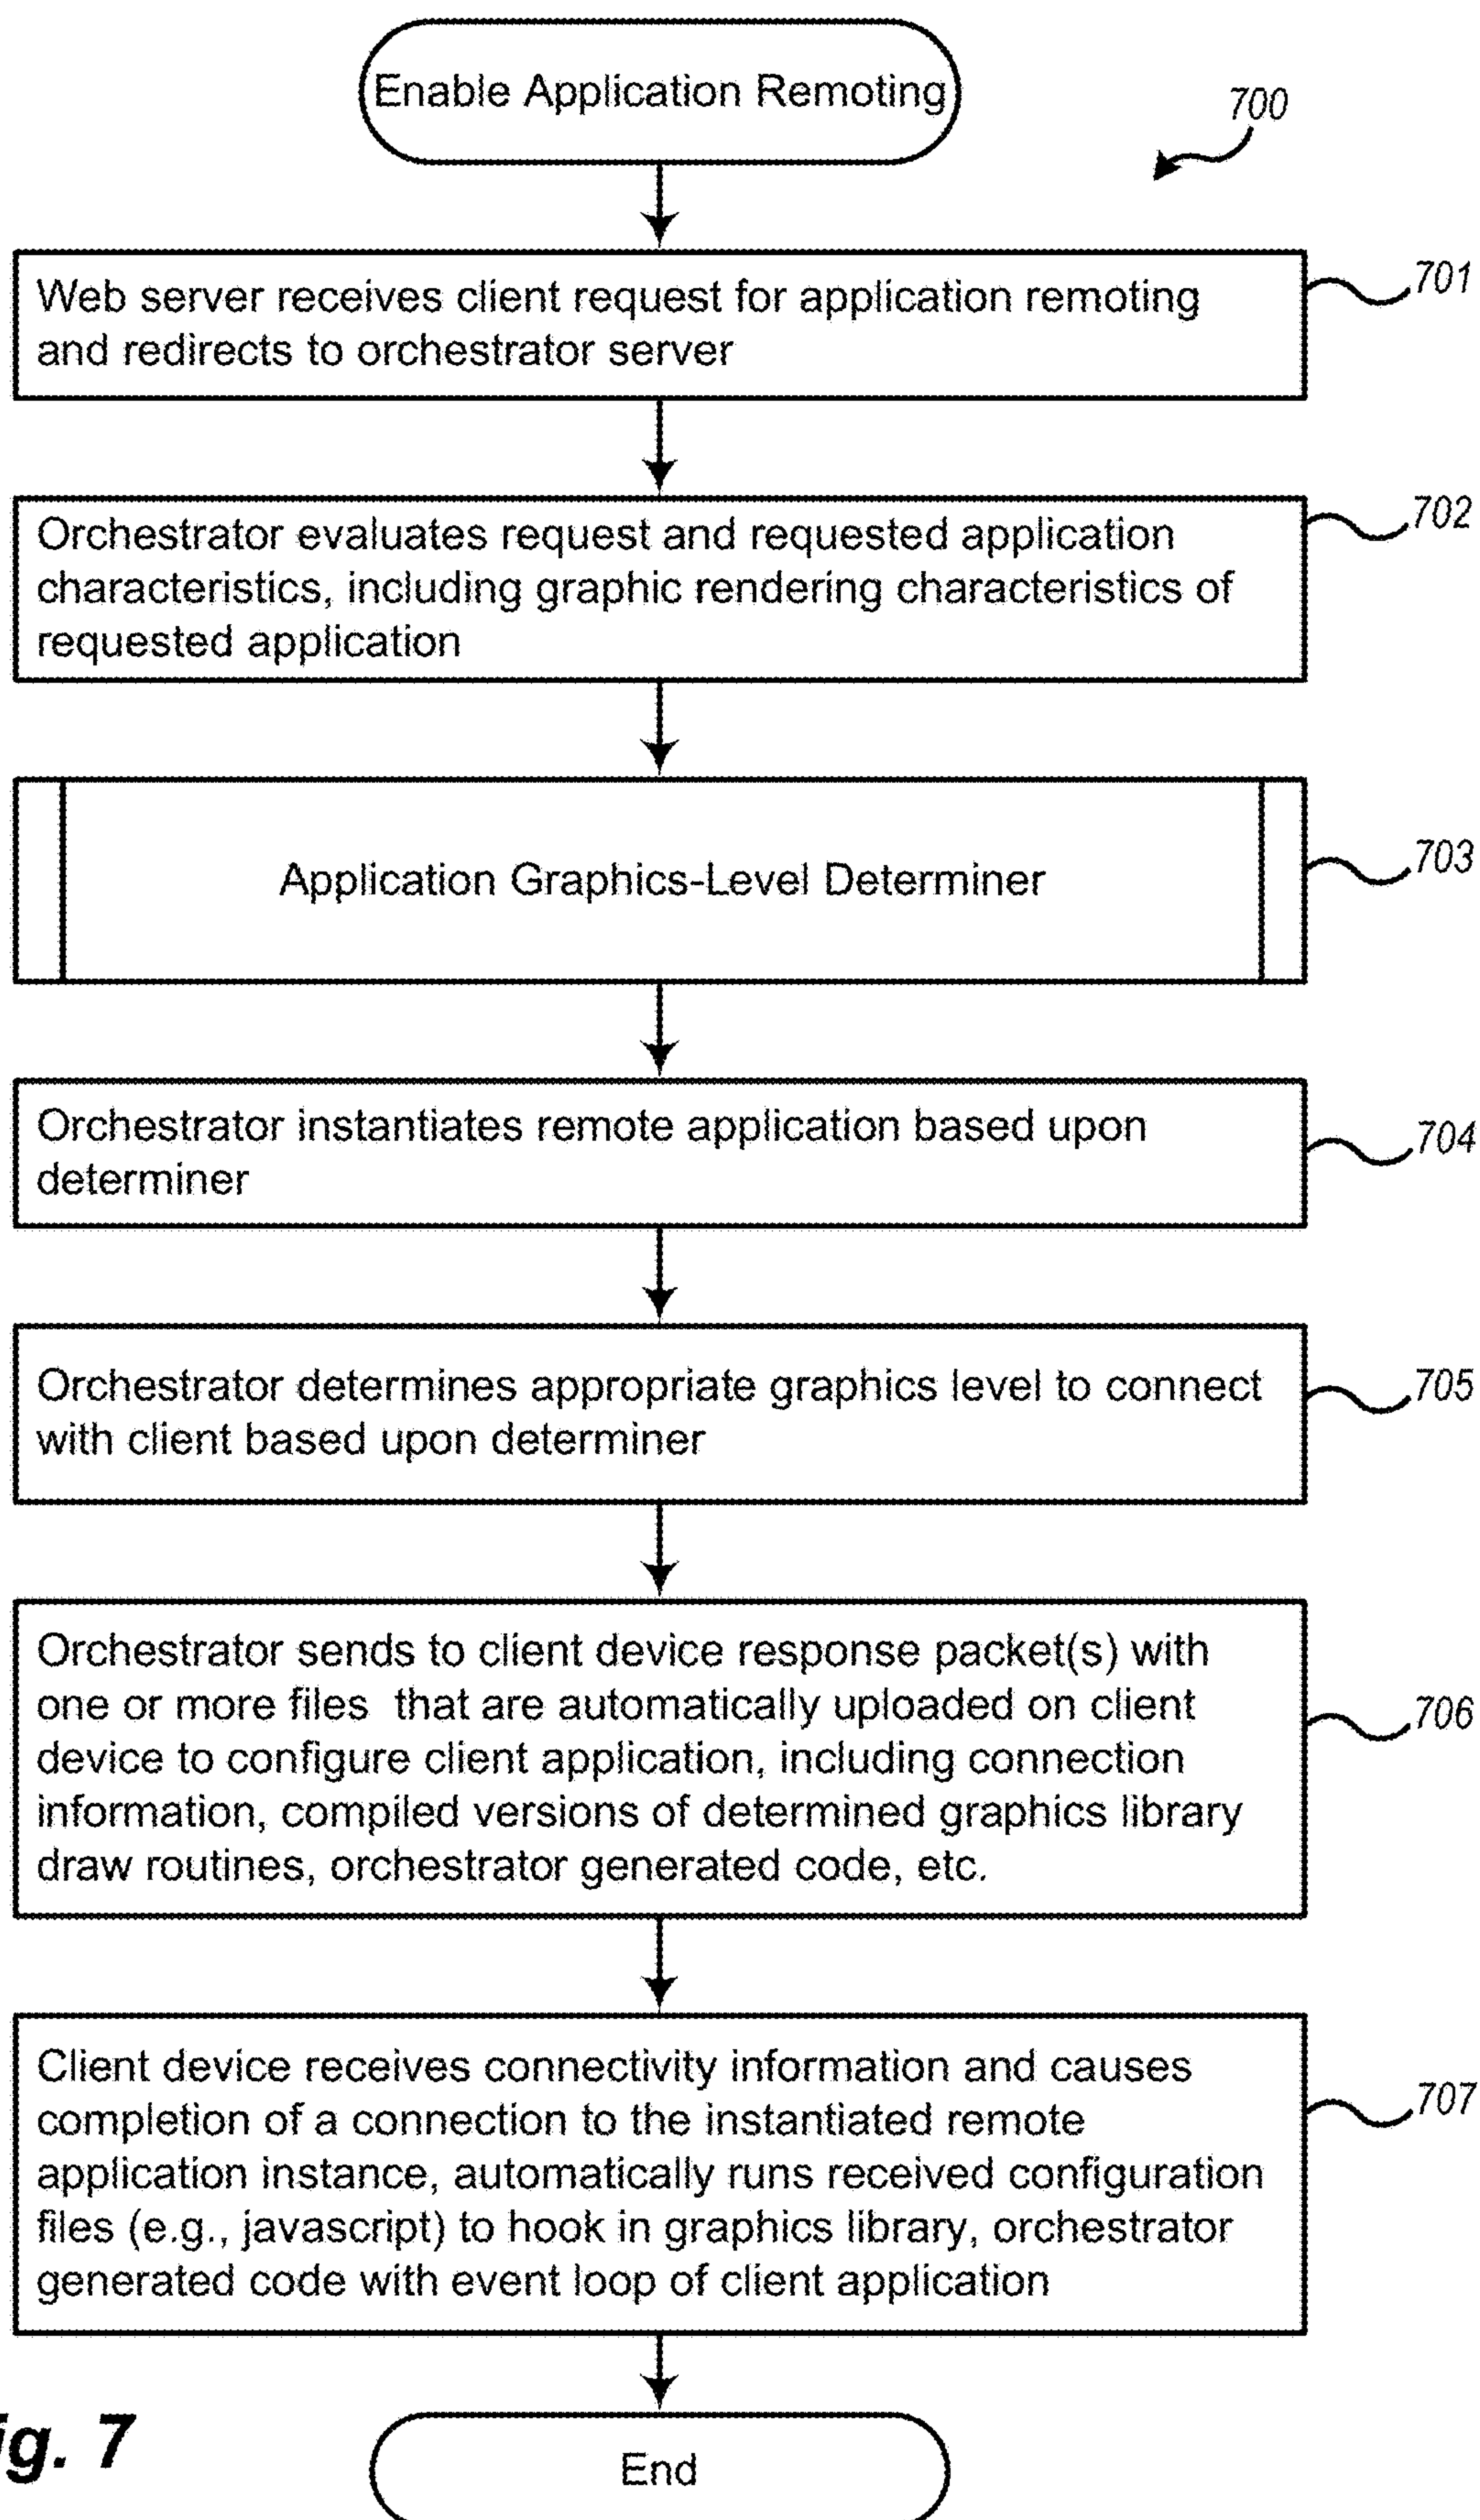 Enable Application Remoting
700
Web server receives client request for application remoting
and redirects to orchestrator server
701
Orchestrator evaluates request and requested application
characteristics, including graphic rendering characteristics of
requested application
702
Application Graphics-Level Determiner
703
Orchestrator instantiates remote application based upon
determiner
704
Orchestrator determines appropriate graphics level to connect
with client based upon determiner
705
Orchestrator sends to client device response packet(s) with
one or more files that are automatically uploaded on client
device to configure client application, including connection
information, compiled versions of determined graphics library
draw routines, orchestrator generated code, etc.
706
Client device receives connectivity information and causes
completion of a connection to the instantiated remote
application instance, automatically runs received configuration
files (e.g., javascript) to hook in graphics library, orchestrator
generated code with event loop of client application
707
ig. 7
End